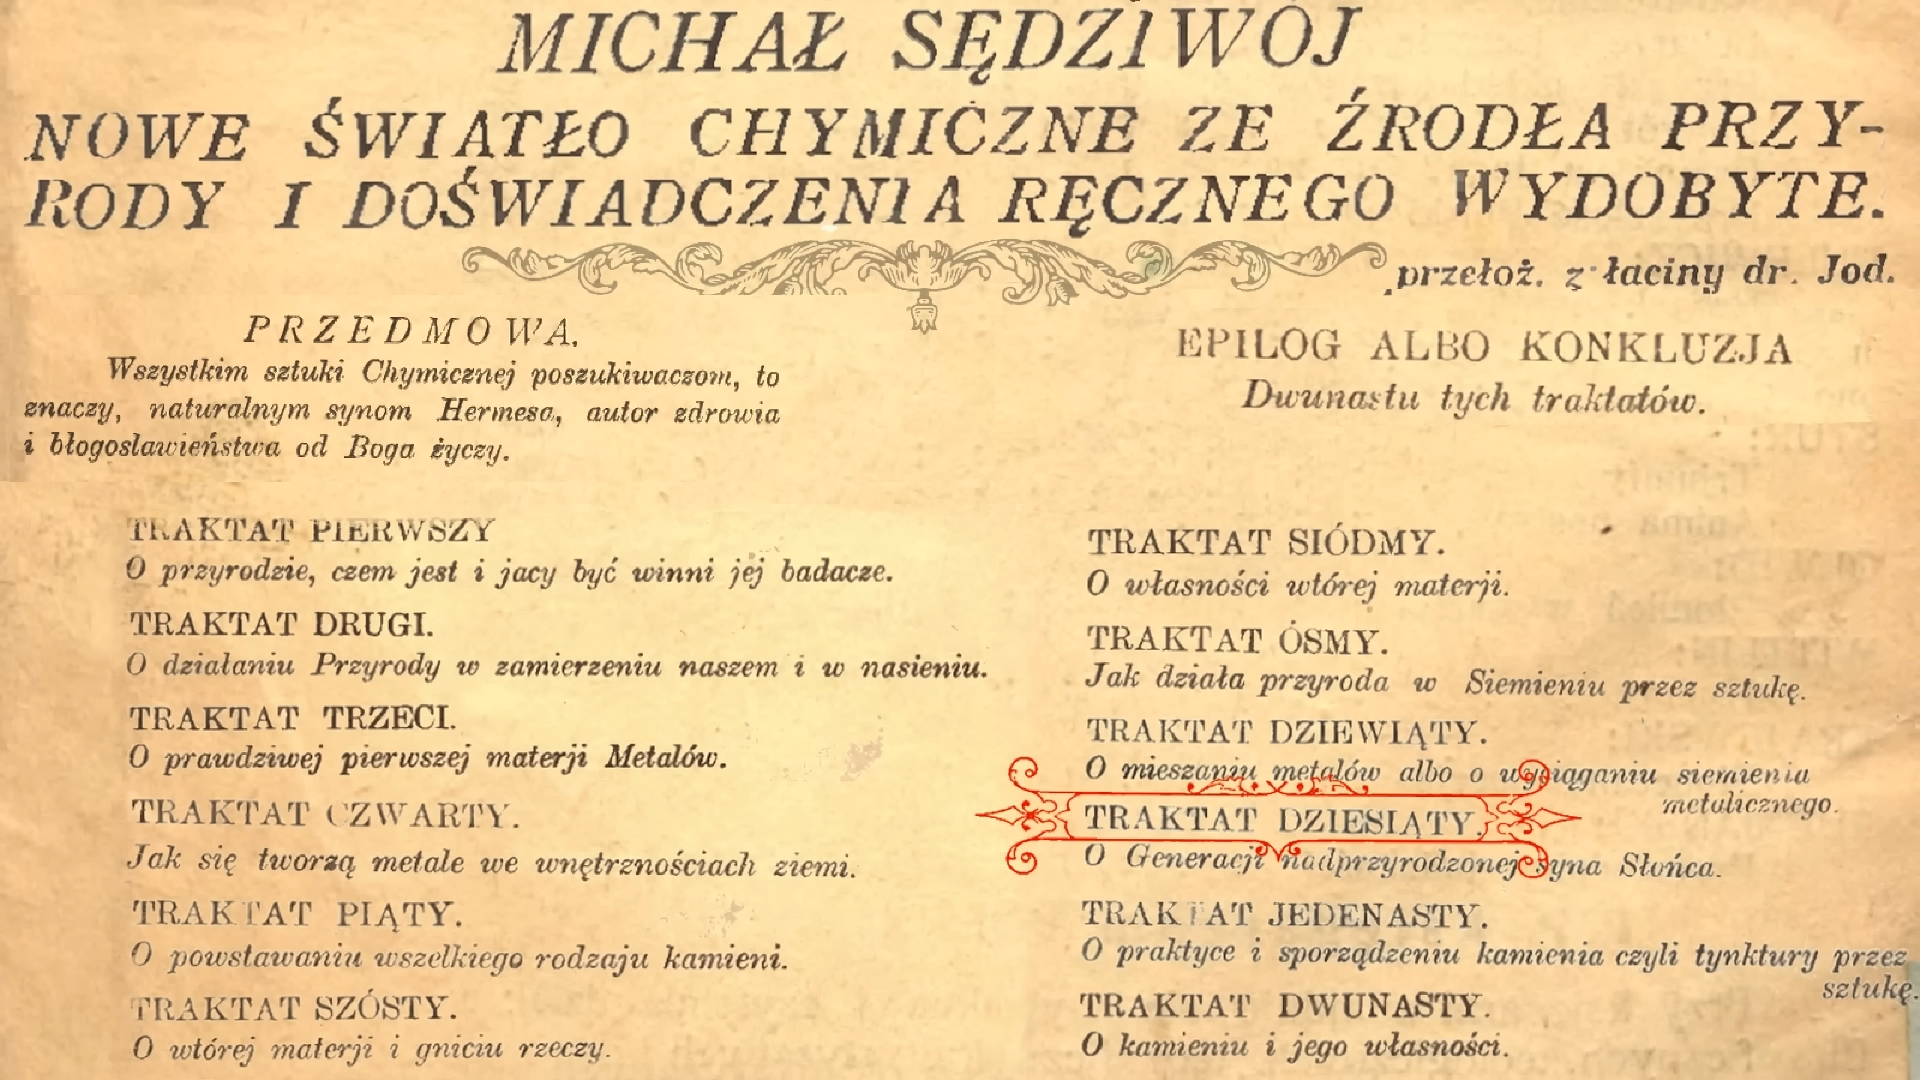 MICHAŁ SĘDZIWÓJ
NOWE ŚWIATŁO CHYMICZNE ZE ŹRODŁA PRZY-
RODY I DOŚWIADCZENIA RĘCZNEGO WYDOBYTE.
przełoż. z łaciny dr. Jod.
PRZEDMOWA.
Wszystkim sztuki Chymicznej poszukiwaczom, to
znaczy, naturalnym synom Hermesa, autor zdrowia
i błogosławieństwa od Boga życzy.
EPILOG ALBO KONKLUZJA
Dwunastu tych traktatów.
TRAKTAT PIERWSZY
O przyrodzie, czem jest i jacy być winni jej badacze.
TRAKTAT DRUGI.
O działaniu Przyrody w zamierzeniu naszem i w nasieniu.
TRAKTAT TRZECI.
O prawdziwej pierwszej materji Metalów.
TRAKTAT CZWARTY.
Jak się tworzą metale we wnętrznościach ziemi.
TRAKTAT PIĄTY.
O powstawaniu wszelkiego rodzaju kamieni.
TRAKTAT SZÓSTY.
O wtórej materji i gniciu rzeczy.
TRAKTAT SIÓDMY.
O własności wtórej materji.
TRAKTAT ÓSMY.
Jak działa przyroda w Siemieniu przez sztukę.
TRAKTAT DZIEWIĄTY.
O mieszaniu metalów albo o wyciąganiu siemienia
metalicznego.
TRAKTAT DZIESIĄTY.
O Generacji nadprzyrodzonej syna Słońca.
TRAKTAT JEDENASTY.
O praktyce i sporządzeniu kamienia czyli tynktury przez
sztukę.
TRAKTAT DWUNASTY.
O kamieniu i jego własności.